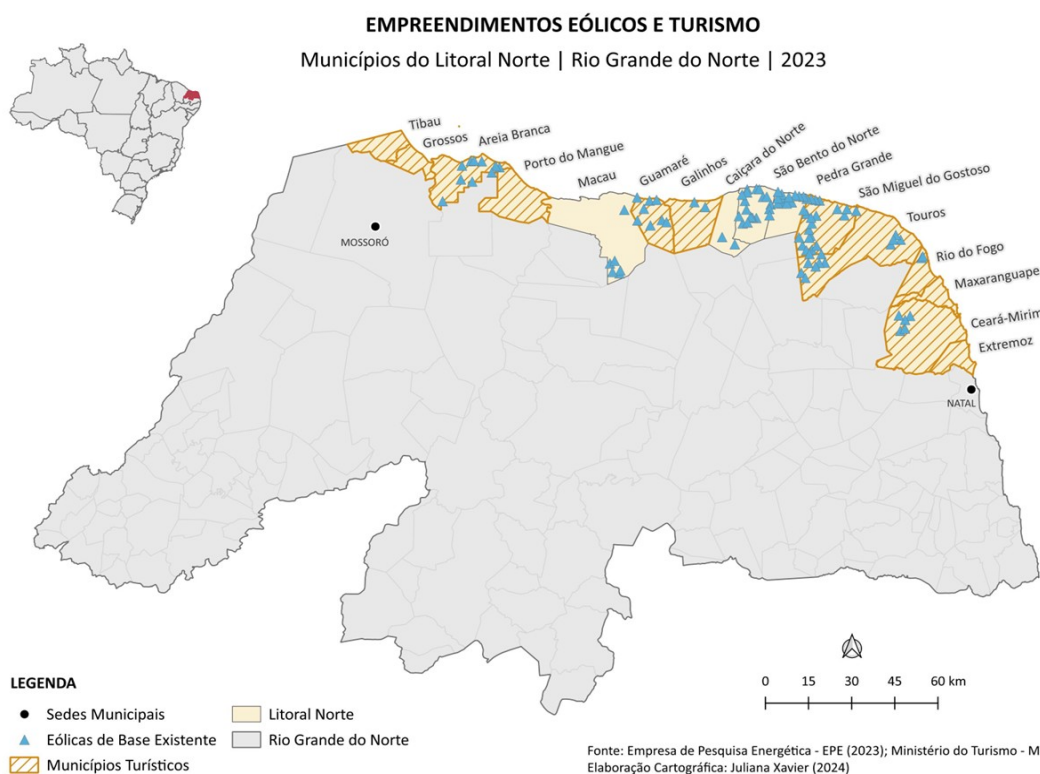 EMPREENDIMENTOS EÓLICOS E TURISMO
Municípios do Litoral Norte | Rio Grande do Norte | 2023
Tibau
Grossos
Areia Branca
Porto do Mangue
Macau
Guamaré
Galinhos
Caiçara do Norte
São Bento do Norte
Pedra Grande
São Miguel do Gostoso
Touros
Rio do Fogo
Maxaranguape
Ceará-Mirim
Extremoz
MOSSORÓ
NATAL
0 15 30 45 60 km
LEGENDA
Sedes Municipais
Eólicas de Base Existente
Municípios Turísticos
Litoral Norte
Rio Grande do Norte
Fonte: Empresa de Pesquisa Energética - EPE (2023); Ministério do Turismo - M
Elaboração Cartográfica: Juliana Xavier (2024)